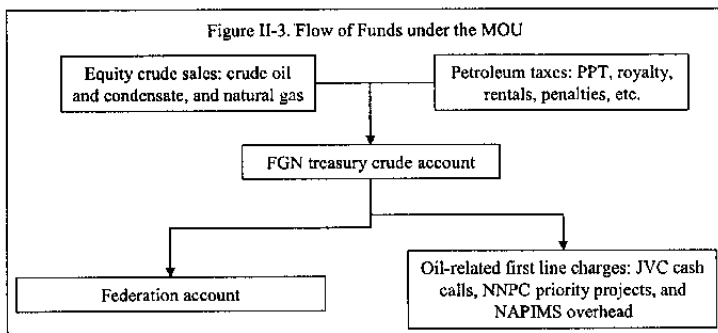 Figure II-3. Flow of Funds under the MOU
Equity crude sales: crude oil
and condensate, and natural gas
Petroleum taxes: PPT, royalty,
rentals, penalties, etc.
FGN treasury crude account
Federation account
Oil-related first line charges: JVC cash
calls, NNPC priority projects, and
NAPIMS overhead